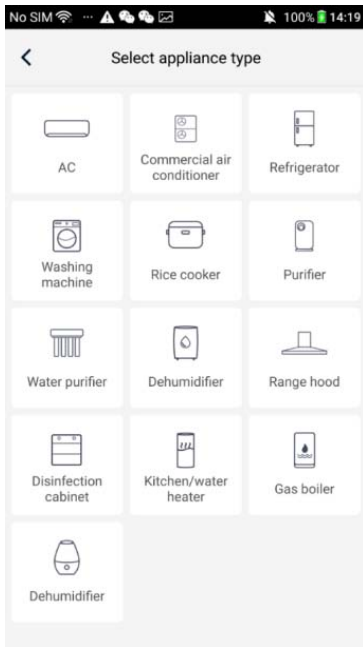 No SIM ... 100% 14:19
Select appliance type
AC
Commercial air
conditioner
Refrigerator
Washing
machine
Rice cooker
Purifier
Water purifier
Dehumidifier
Range hood
Disinfection
cabinet
Kitchen/water
heater
Gas boiler
Dehumidifier